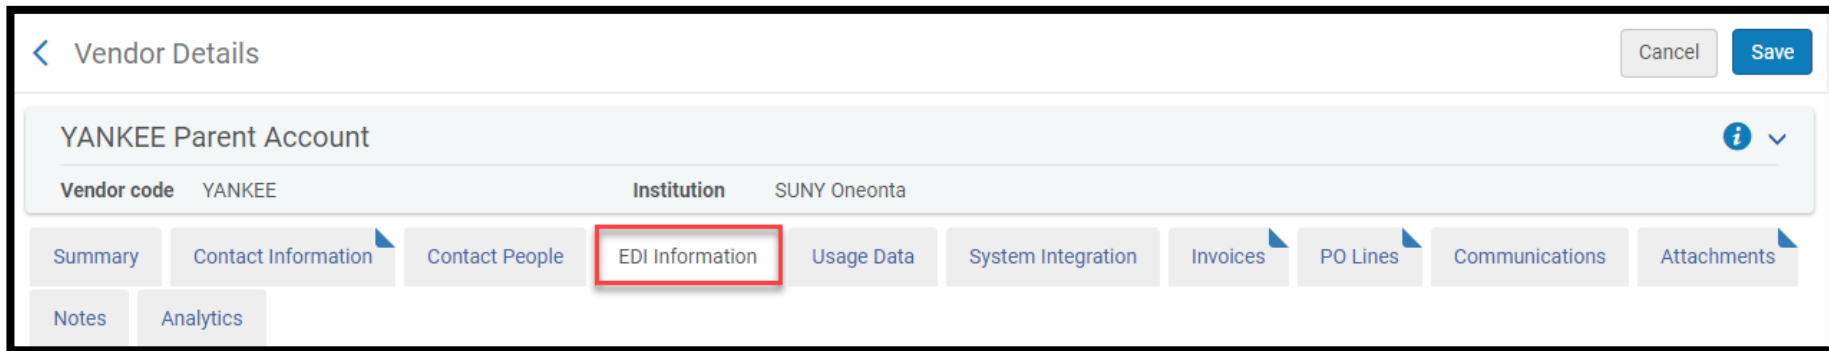 Vendor Details
Cancel Save
YANKEE Parent Account
Vendor code YANKEE Institution SUNY Oneonta
Summary Contact Information Contact People EDI Information Usage Data System Integration Invoices PO Lines Communications Attachments
Notes Analytics